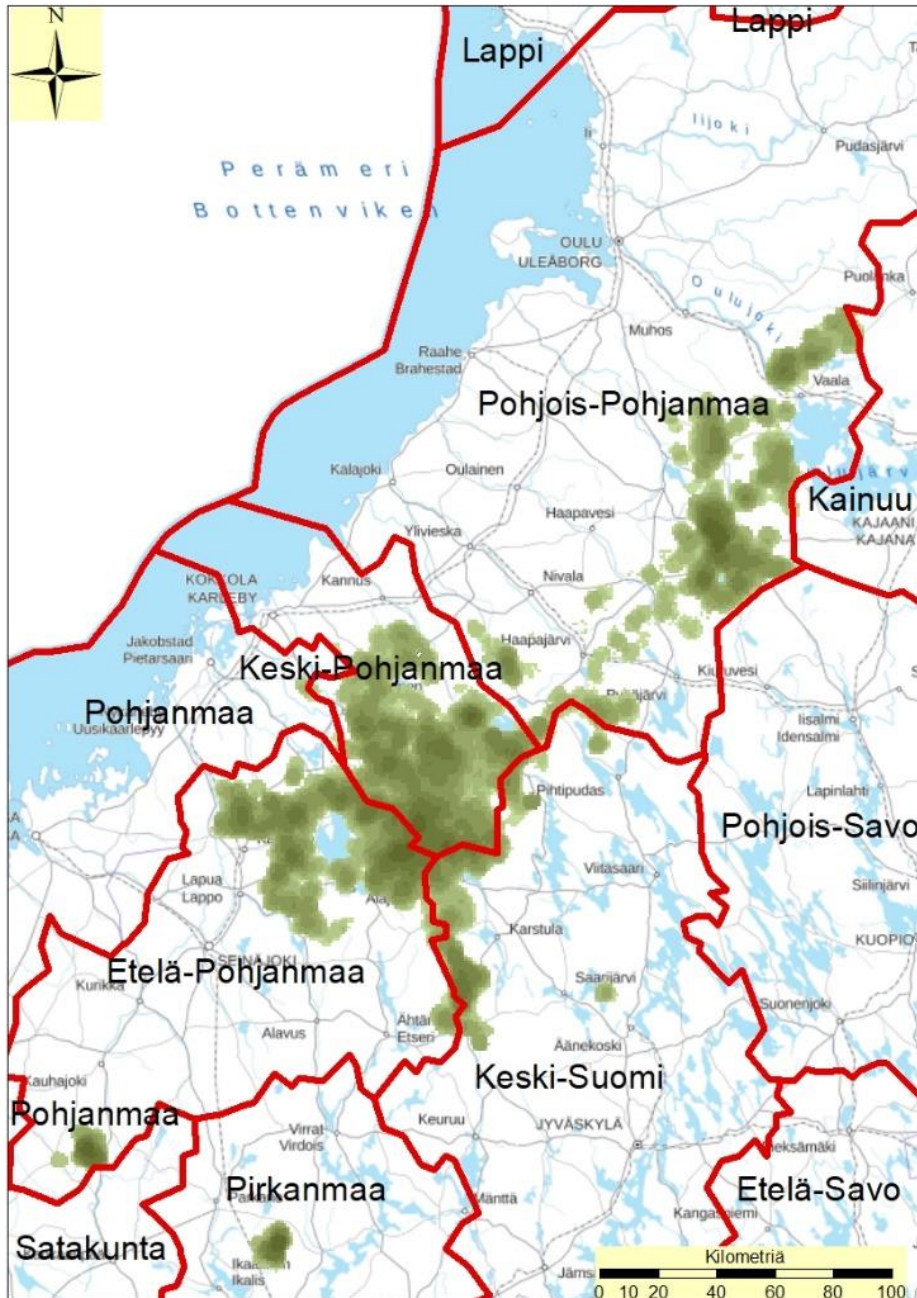 N
Lappi
Lappi
Iijoki
Ii
Pudasjärvi
Perämeri
Bottenviken
OULU
ULEÅBORG
Oulujoki
Muhos
Raahe
Brahestad
Vaala
Pohjois-Pohjanmaa
Kalajoki
Oulainen
Kainuu
Haapavesi
KAJAANI
KAJANA
Ylivieska
KOKKOLA
KARLEBY
Kannus
Nivala
Jakobstad
Pietarsaari
Haapajärvi
Keski-Pohjanmaa
Pohjanmaa
Uusikaarlepyy
Iisalmi
Idensalmi
Pihtipudas
Lapinlahti
Pohjois-Savo
Viitasaari
Lapua
Lappo
Siilinjärvi
Karstula
KUOPIO
SEINÄJOKI
Etelä-Pohjanmaa
Kurikka
Saarijärvi
Suonenjoki
Alavus
Ähtäri
Etseri
Äänekoski
Kauhajoki
Keski-Suomi
Pohjanmaa
Keuruu
JYVÄSKYLÄ
Virrat
Virdois
Pirkanmaa
Etelä-Savo
Mänttä
Satakunta
Ikalis
Kilometriä
0 10 20 40 60 80 100